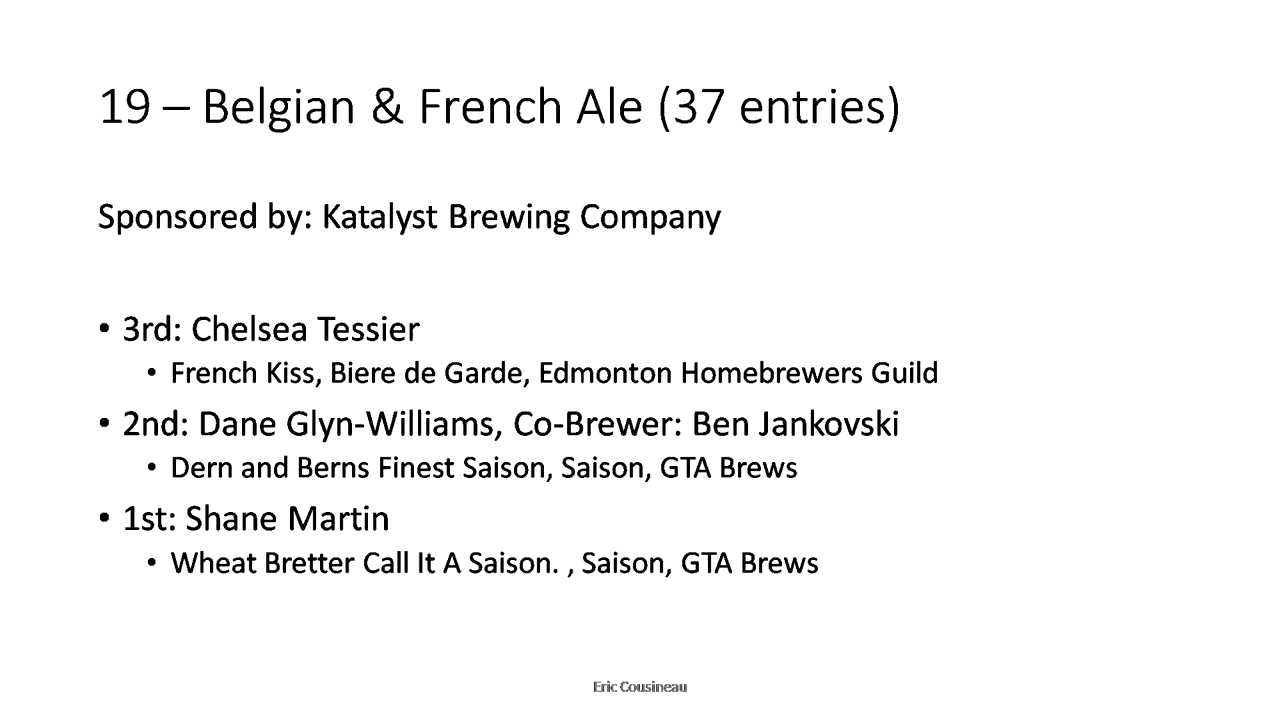 19 – Belgian & French Ale (37 entries)
Sponsored by: Katalyst Brewing Company
• 3rd: Chelsea Tessier
• French Kiss, Biere de Garde, Edmonton Homebrewers Guild
• 2nd: Dane Glyn-Williams, Co-Brewer: Ben Jankovski
• Dern and Berns Finest Saison, Saison, GTA Brews
• 1st: Shane Martin
• Wheat Bretter Call It A Saison. , Saison, GTA Brews
Eric Cousineau